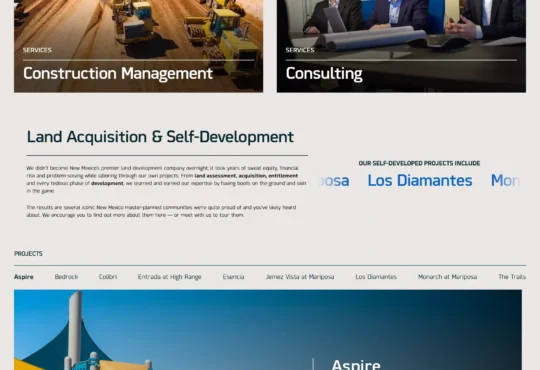 SERVICES
Construction Management
SERVICES
Consulting
Land Acquisition & Self-Development
We didn't become New Mexico's premier land development company overnight; it took years of sweat equity, financial
risk and problem-solving while laboring through our own projects. From land assessment, acquisition, entitlement
and every tedious phase of development, we learned and earned our expertise by having boots on the ground and skin
in the game.
The results are several iconic New Mexico master-planned communities we're quite proud of and you've likely heard
about. We encourage you to find out more about them here — or meet with us to tour them.
OUR SELF-DEVELOPED PROJECTS INCLUDE
posa Los Diamantes Mon
PROJECTS
Aspire Bedrock Colibri Entrada at High Range Esencia Jemez Vista at Mariposa Los Diamantes Monarch at Mariposa The Trails
Aspire